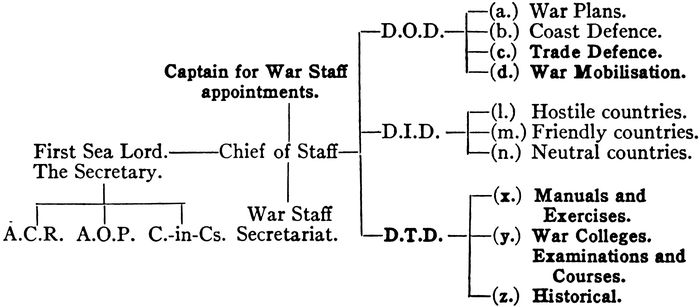 Captain for War Staff
appointments.
First Sea Lord.
The Secretary.
Chief of Staff
A.C.R. A.O.P. C.-in-Cs.
War Staff
Secretariat.
D.O.D.
(a.) War Plans.
(b.) Coast Defence.
(c.) Trade Defence.
(d.) War Mobilisation.
D.I.D.
(l.) Hostile countries.
(m.) Friendly countries.
(n.) Neutral countries.
D.T.D.
(x.) Manuals and
Exercises.
(y.) War Colleges.
Examinations and
Courses.
(z.) Historical.